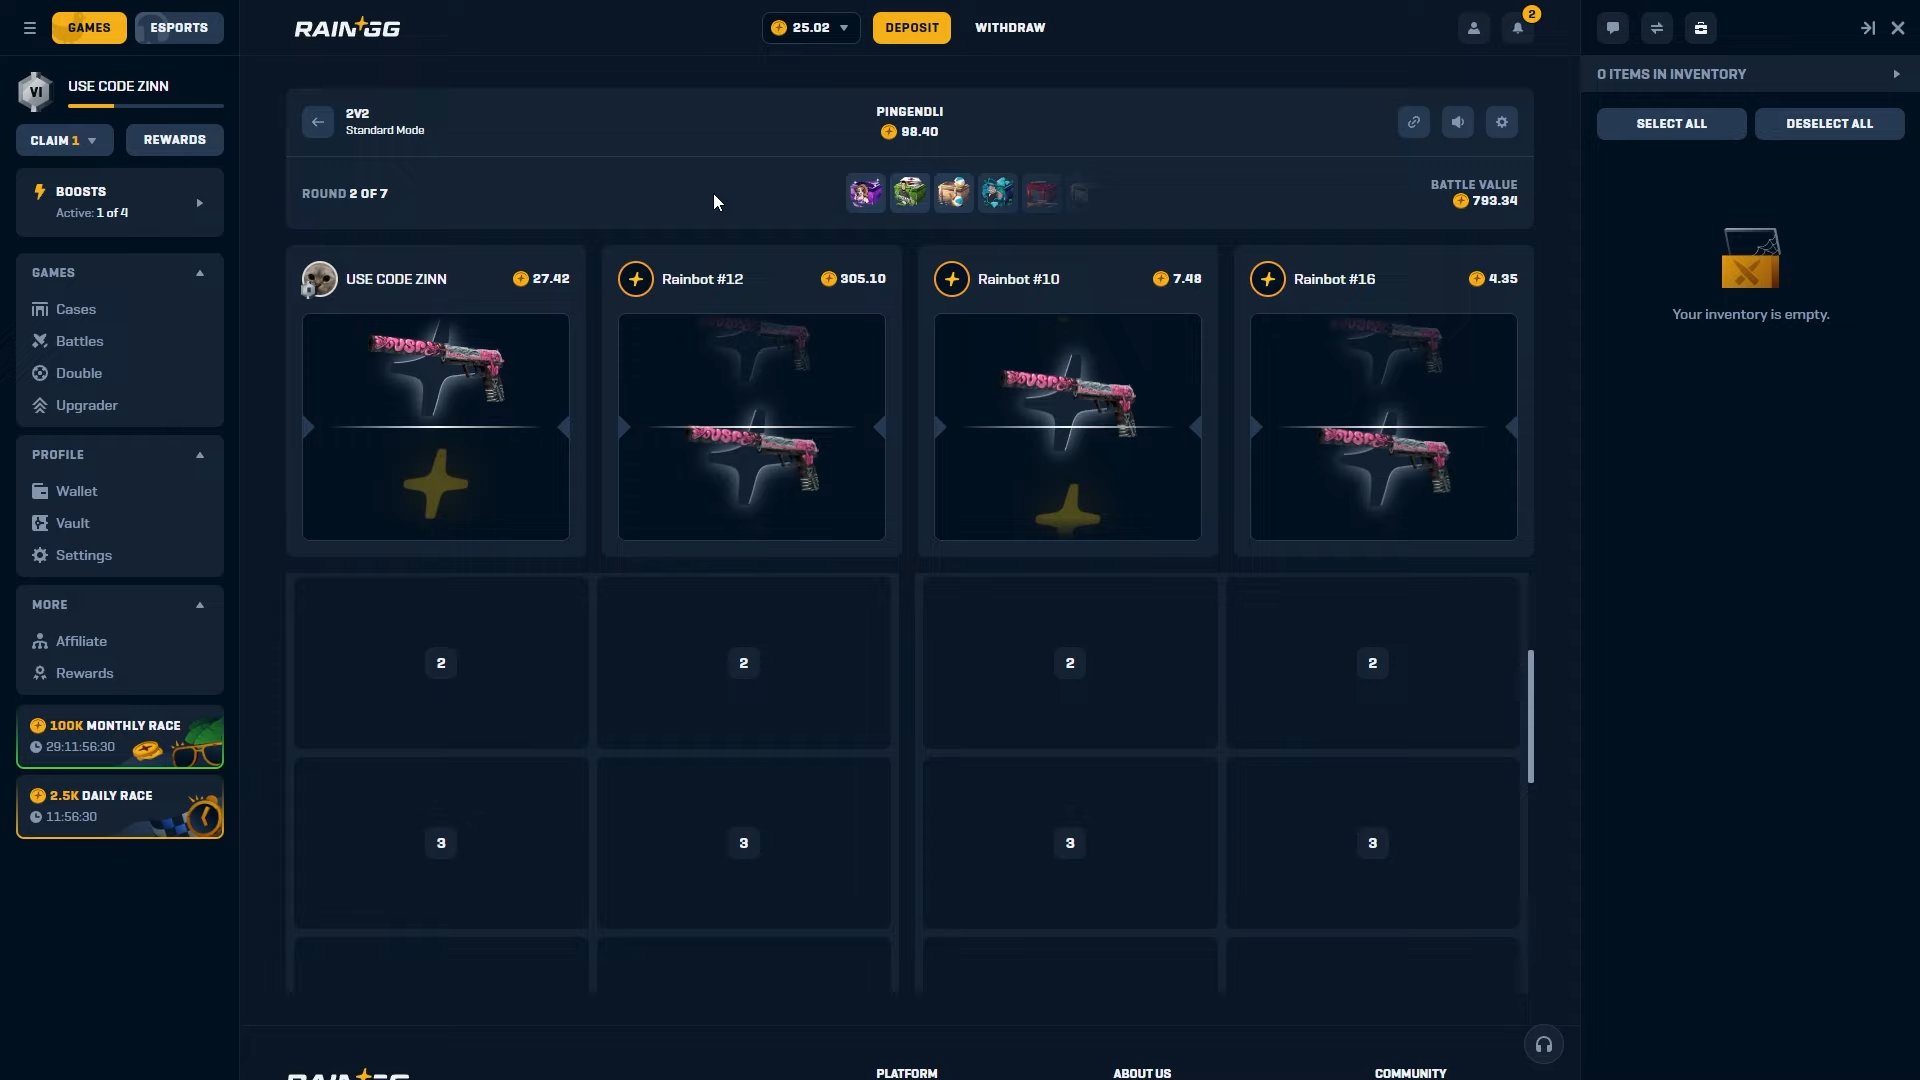 GAMES
ESPORTS
RAIN GG
25.02
DEPOSIT
WITHDRAW
2
VI
USE CODE ZINN
CLAIM 1
REWARDS
BOOSTS
Active: 1 of 4
GAMES
Cases
Battles
Double
Upgrader
PROFILE
Wallet
Vault
Settings
MORE
Affiliate
Rewards
100K MONTHLY RACE
29:11:56:30
2.5K DAILY RACE
11:56:30
2V2
Standard Mode
PINGENDLI
98.40
ROUND 2 OF 7
BATTLE VALUE
793.34
USE CODE ZINN
27.42
Rainbot #12
305.10
Rainbot #10
7.48
Rainbot #16
4.35
2
2
2
2
3
3
3
3
RAIN GG
PLATFORM
ABOUT US
COMMUNITY
0 ITEMS IN INVENTORY
SELECT ALL
DESELECT ALL
Your inventory is empty.